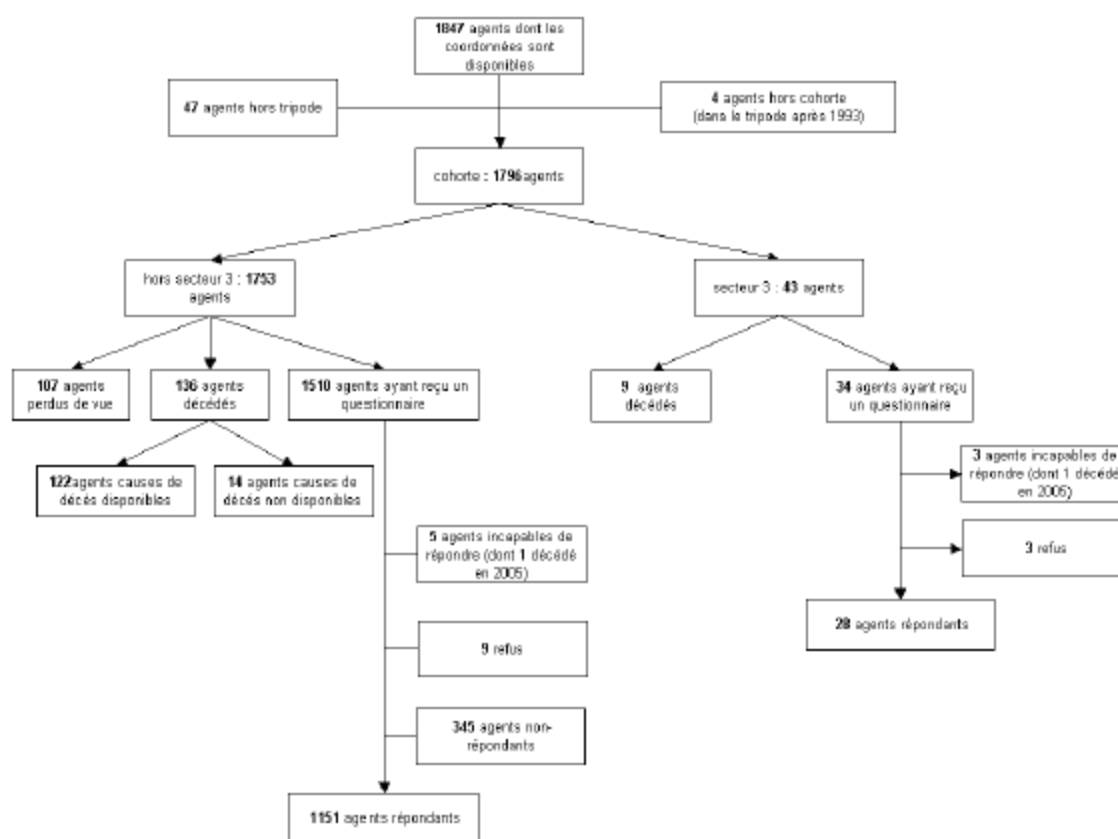 1847 agents dont les
coordonnées sont
disponibles
47 agents hors tripode
4 agents hors cohorte
(dans le tripode après 1993)
cohorte : 1796agents
hors secteur 3 : 1753
agents
secteur 3 : 43 agents
107 agents
perdus de vue
136 agents
décédés
1510 agents ayant reçu un
questionnaire
9 agents
décédés
34 agents ayant reçu
un questionnaire
122agents causes de
décés disponibles
14 agents causes de
décés non disponibles
3 agents incapables de
répondre (dont 1 décédé
en 2005)
5 agents incapables de
répondre (dont 1 décédé
en 2005)
3 refus
28 agents répondants
9 refus
345 agents non-
répondants
1151 agents répondants